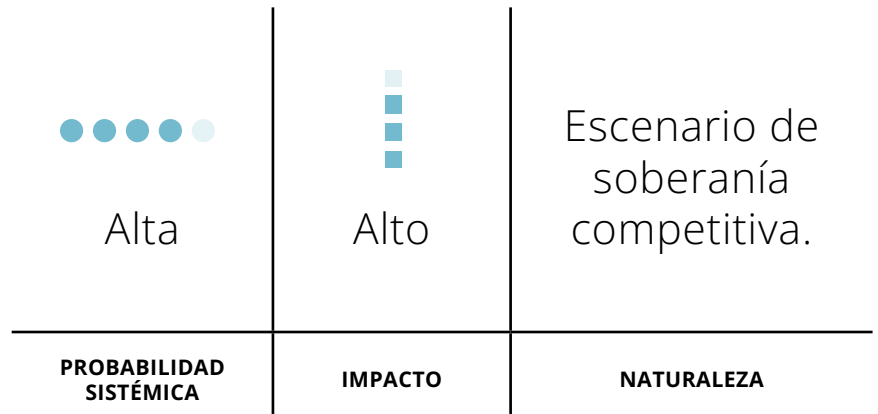 Alta
Alto
Escenario de
soberanía
competitiva.
PROBABILIDAD
SISTÉMICA
IMPACTO
NATURALEZA